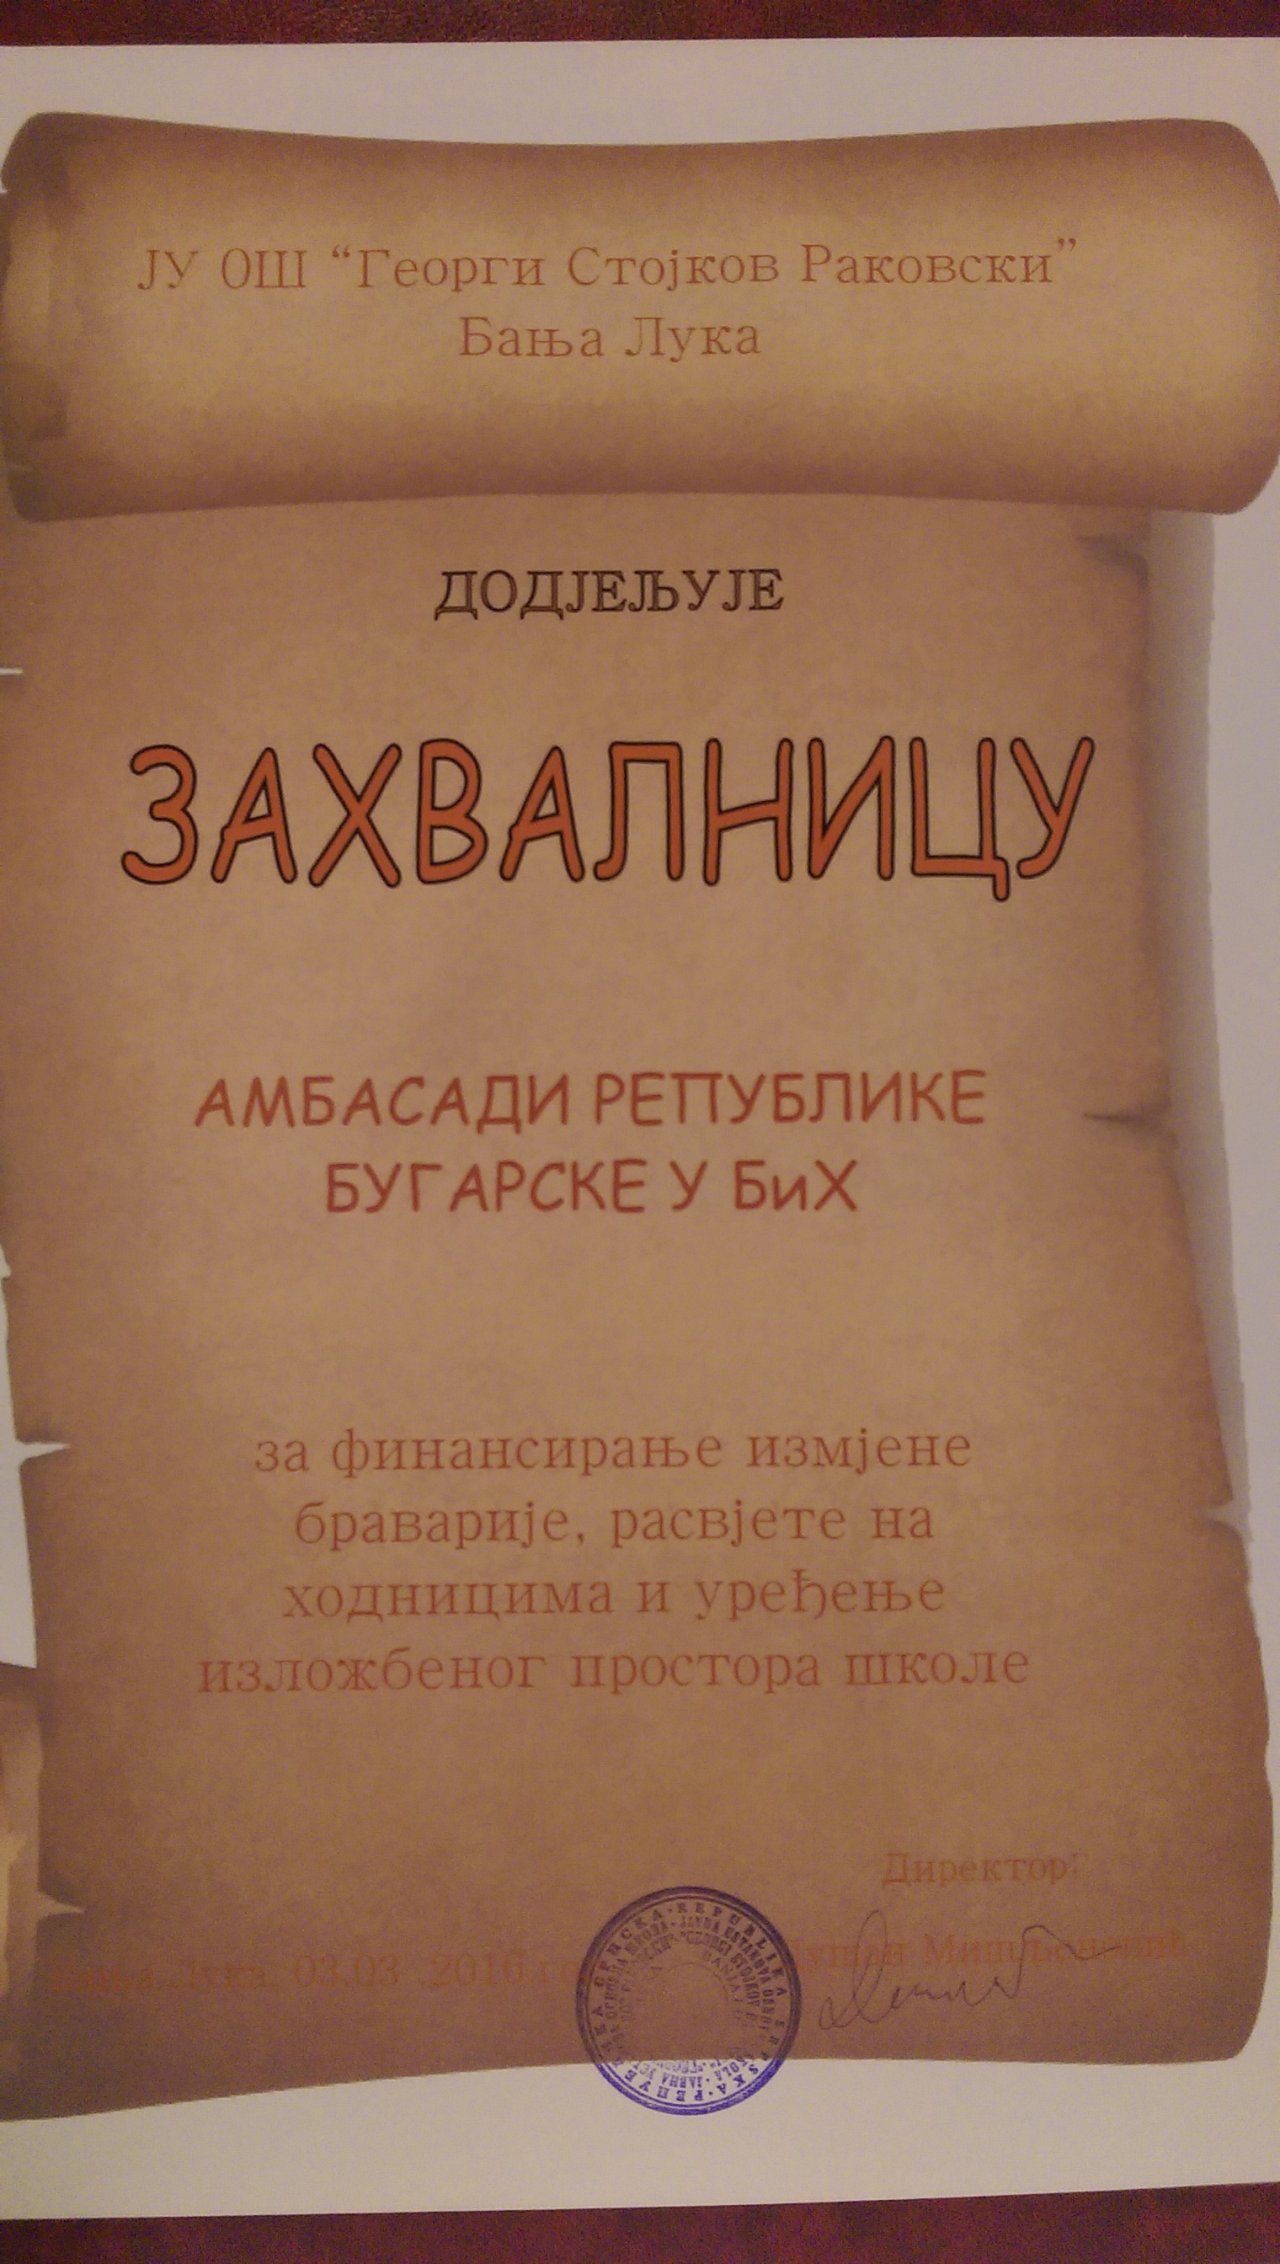 ЈУ ОШ “Георги Стојков Раковски”
Бања Лука
ДОДЈЕЉУЈЕ
ЗАХВАЛНИЦУ
АМБАСАДИ РЕПУБЛИКЕ
БУГАРСКЕ У БиХ
за финансирање измјене
браварије, расвјете на
ходницима и уређење
изложбеног простора школе
Директор:
Лука, 03.03 .2010